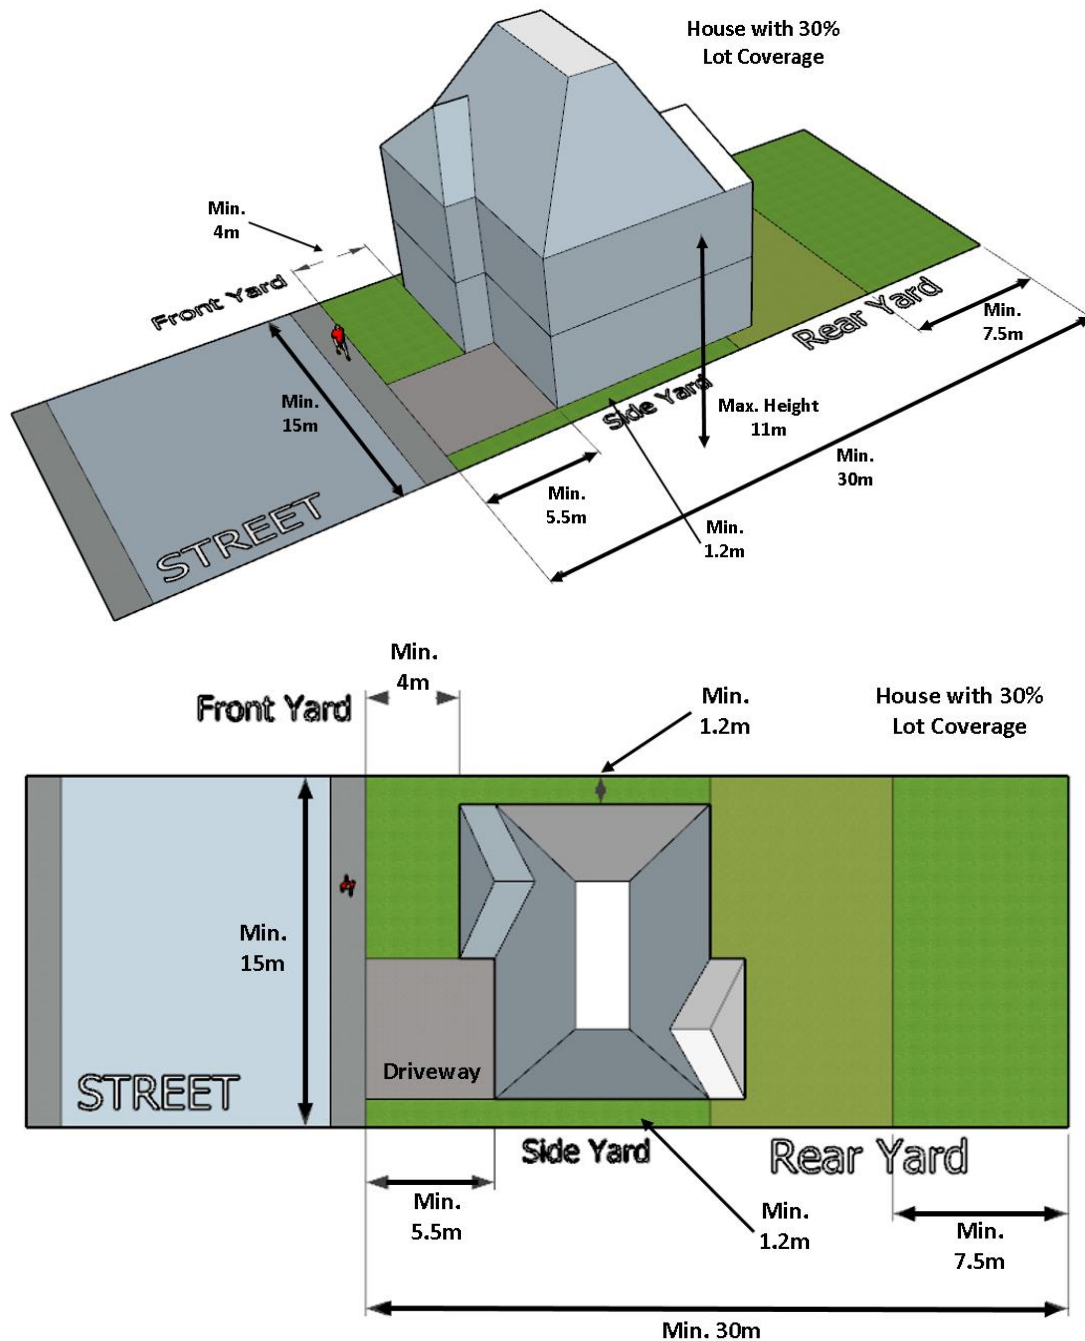 House with 30%
Lot Coverage
Min.
4m
Front Yard
Min.
15m
STREET
Rear Yard
Min.
7.5m
Side Yard
Max. Height
11m
Min.
30m
Min.
5.5m
Min.
1.2m
Min.
4m
Front Yard
Min.
1.2m
House with 30%
Lot Coverage
Min.
15m
Driveway
STREET
Side Yard
Rear Yard
Min.
5.5m
Min.
1.2m
Min.
7.5m
Min. 30m